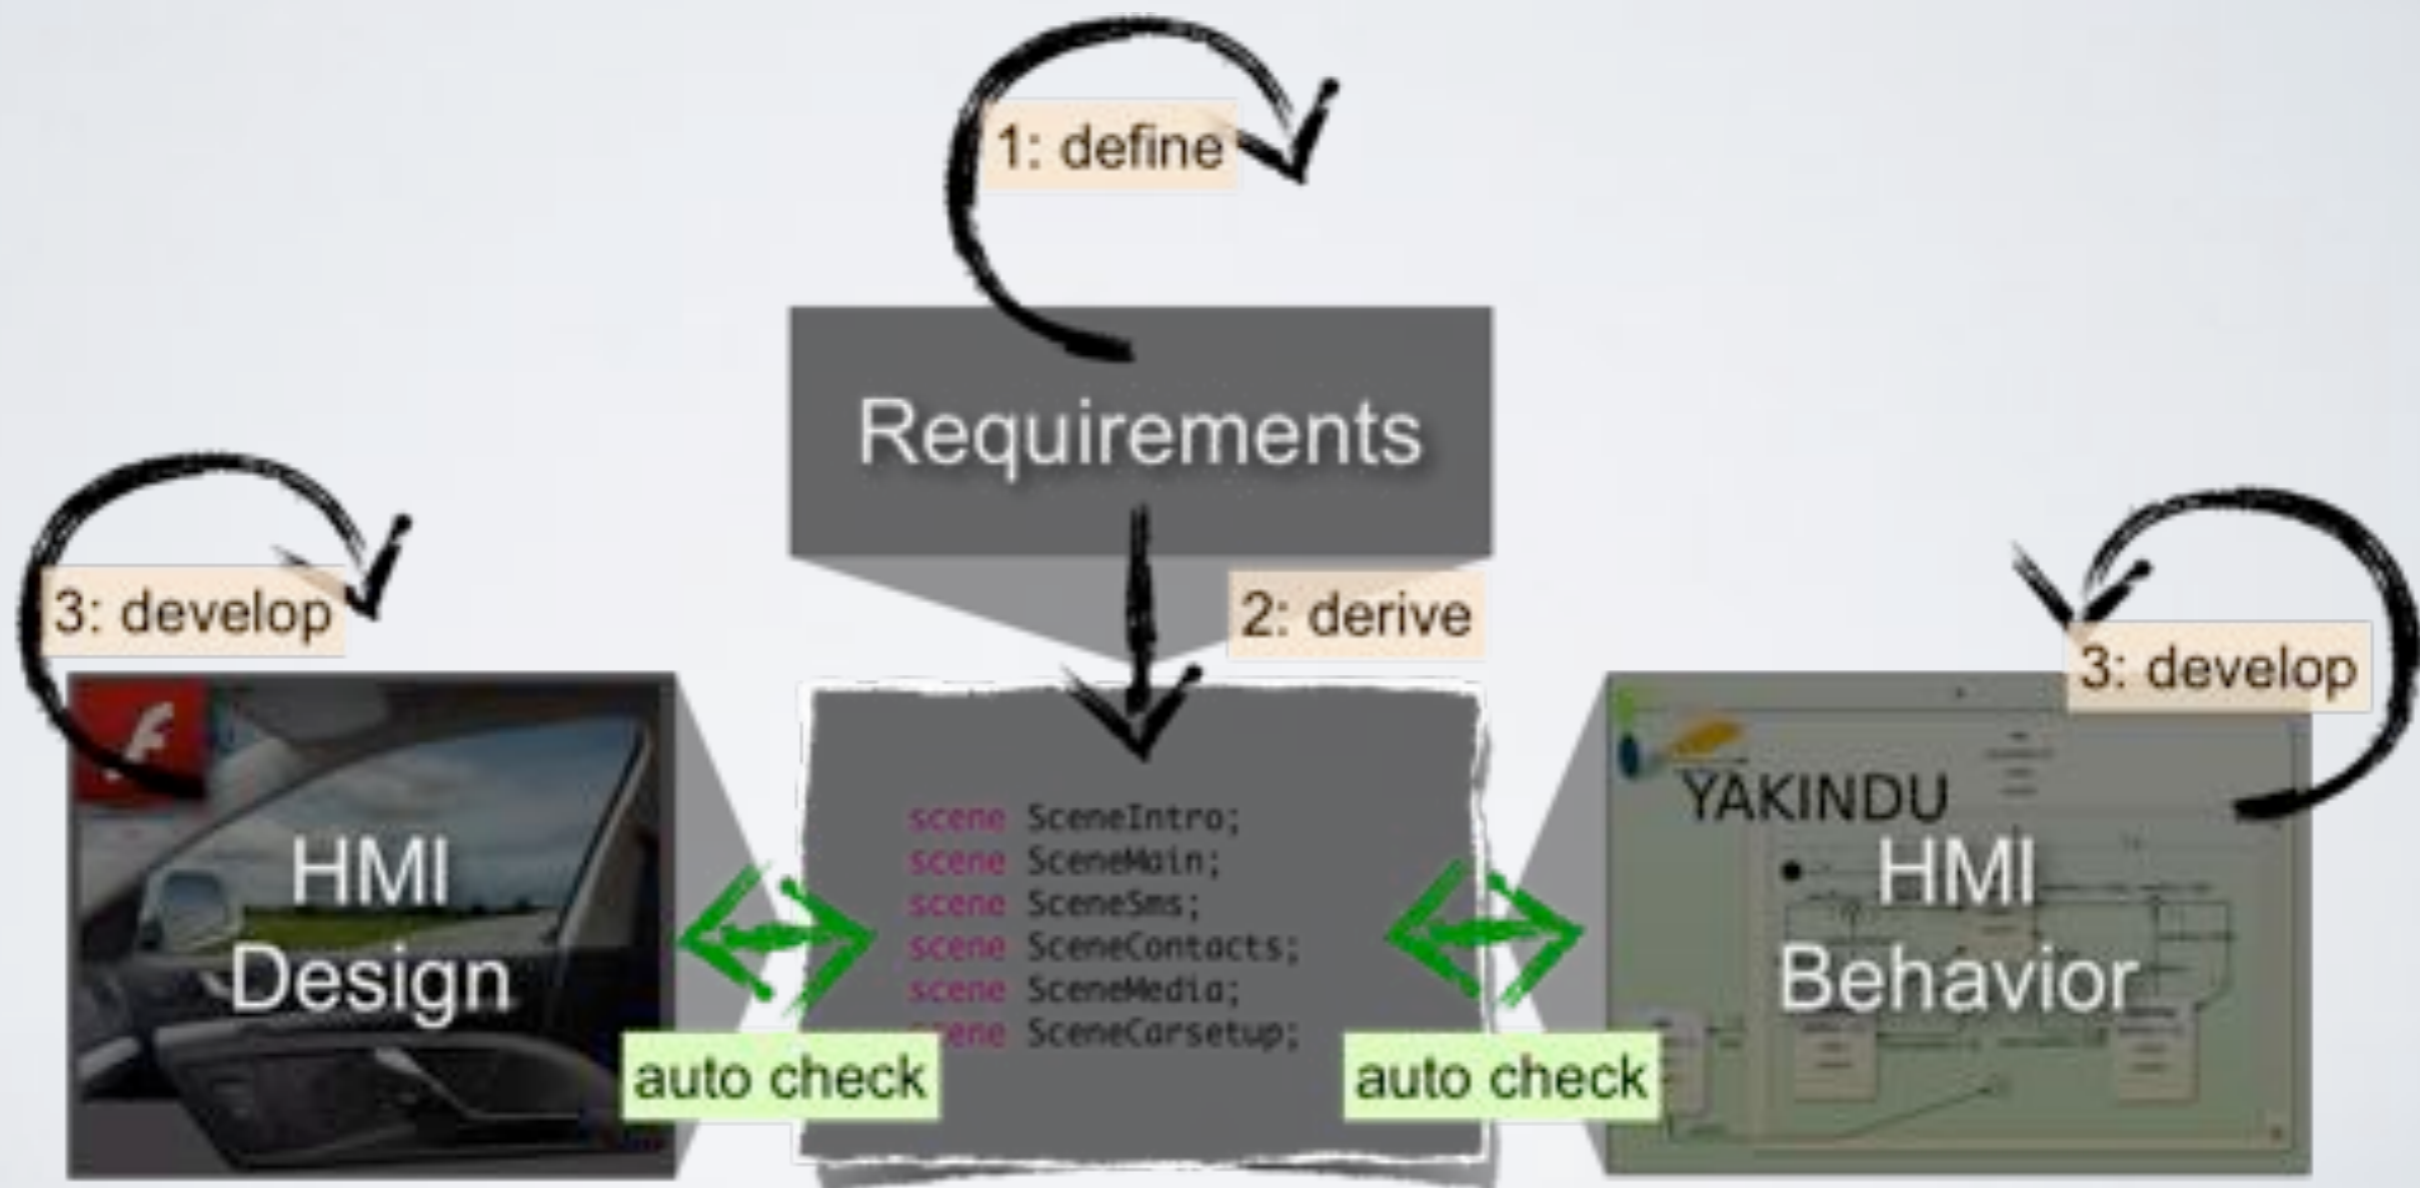 1: define
Requirements
2: derive
3: develop
3: develop
HMI
Design
scene SceneIntro;
scene SceneMain;
scene SceneSms;
scene SceneContacts;
scene SceneMedia;
scene SceneCarsetup;
auto check
auto check
YAKINDU
HMI
Behavior